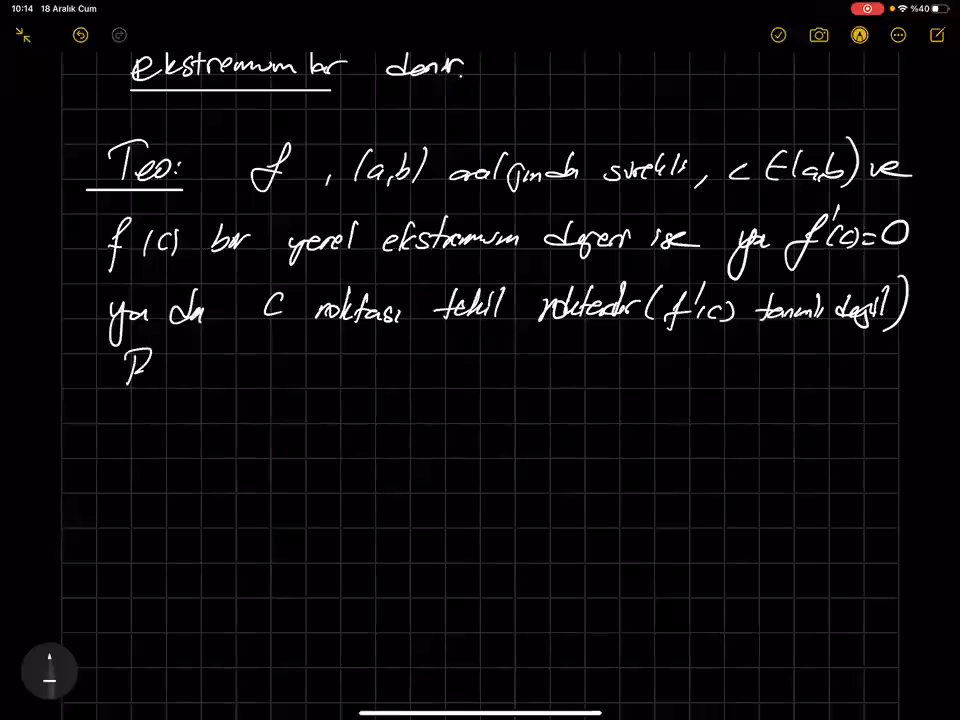 10:14 18 Aralık Cum %40
ekstremum bir denir.
Teo: f, (a,b) aralığında sürekli, c ∈ (a,b) ve
f(c) bir yerel ekstremum değeri ise ya f'(c)=0
ya da c noktası tekil noktadır (f'(c) tanımlı değil)